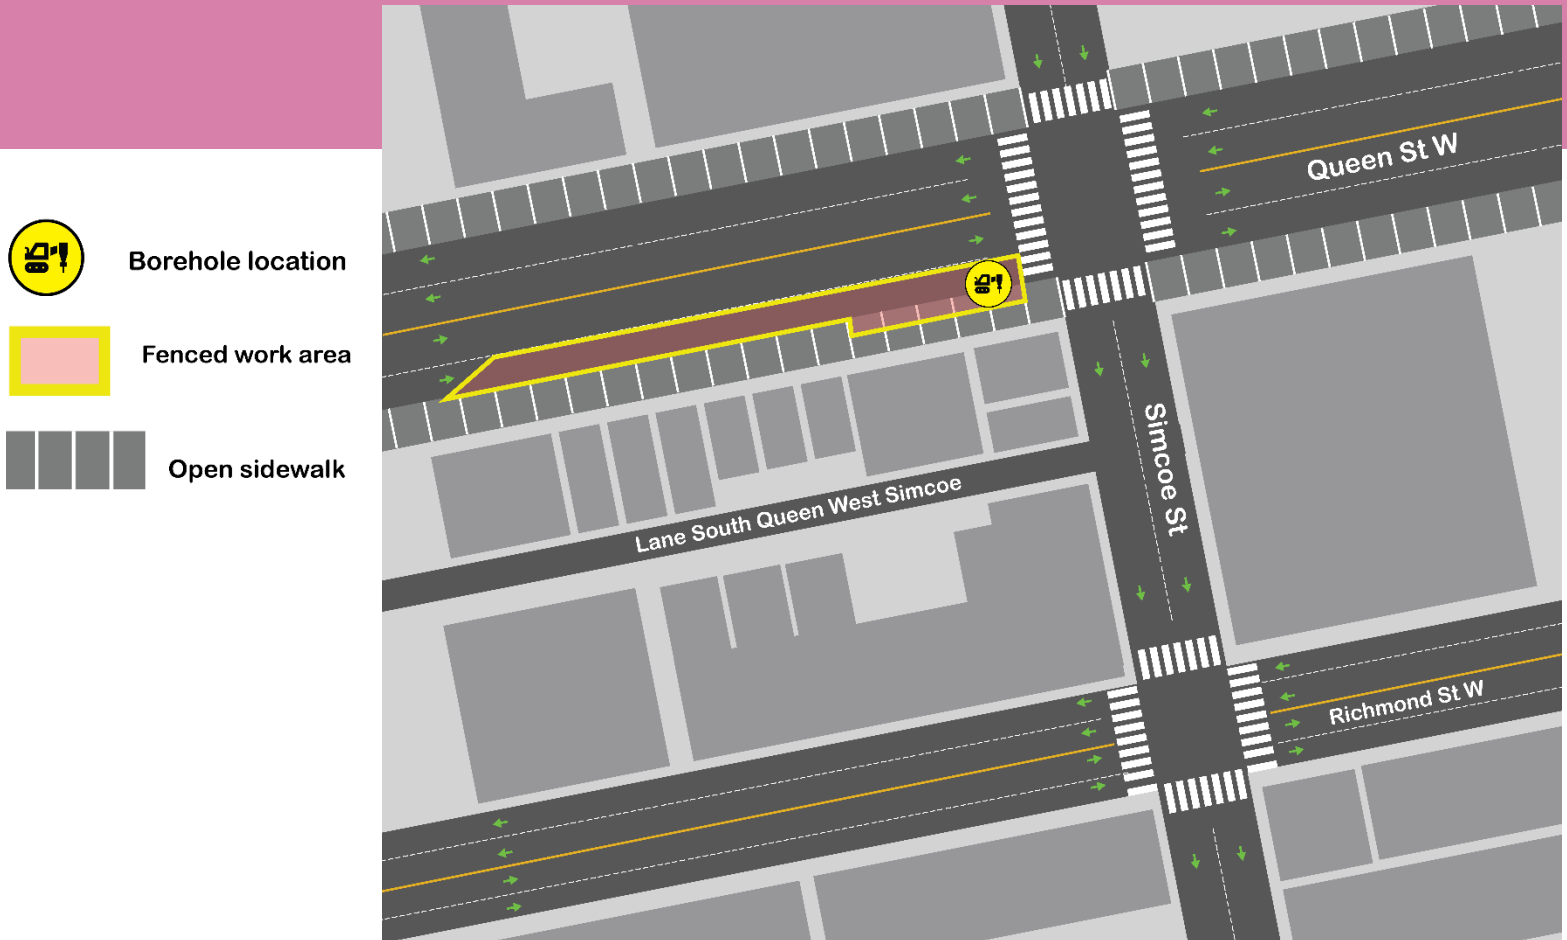 Borehole location
Fenced work area
Open sidewalk
Queen St W
Simcoe St
Lane South Queen West Simcoe
Richmond St W